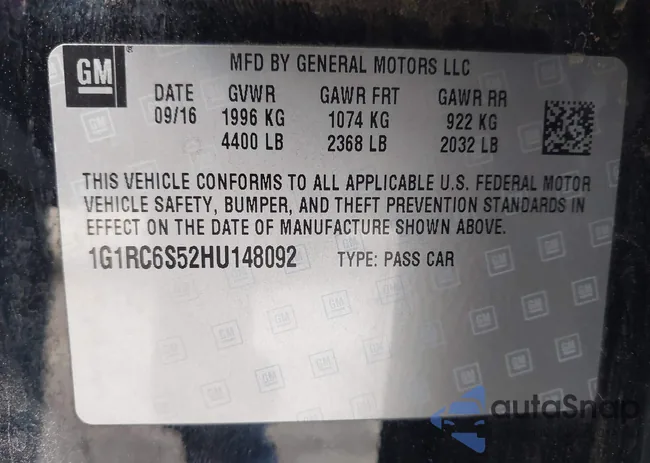 GM
MFD BY GENERAL MOTORS LLC
DATE GVWR GAWR FRT GAWR RR
09/16 1996 KG 1074 KG 922 KG
4400 LB 2368 LB 2032 LB
THIS VEHICLE CONFORMS TO ALL APPLICABLE U.S. FEDERAL MOTOR
VEHICLE SAFETY, BUMPER, AND THEFT PREVENTION STANDARDS IN
EFFECT ON THE DATE OF MANUFACTURE SHOWN ABOVE.
1G1RC6S52HU148092 TYPE: PASS CAR
autoSnap